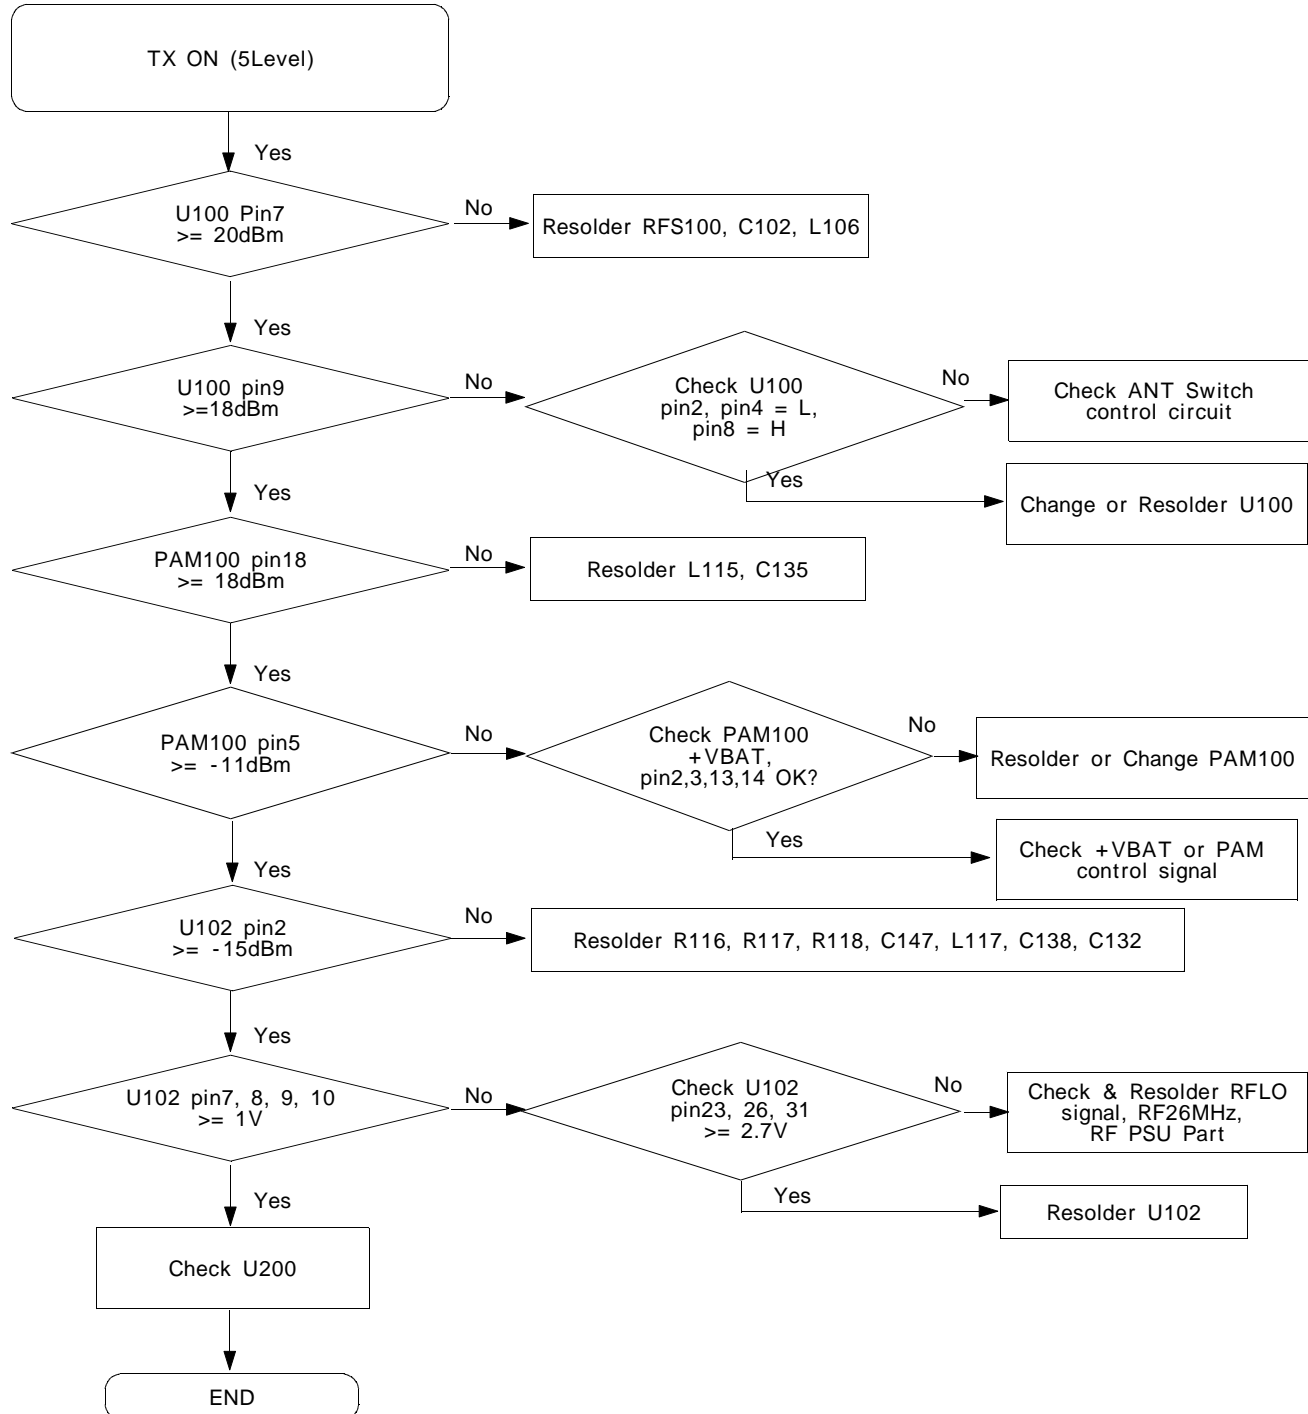 TX ON (5Level)
Yes
U100 Pin7
>= 20dBm
No
Resolder RFS100, C102, L106
Yes
U100 pin9
>=18dBm
No
Check U100
pin2, pin4 = L,
pin8 = H
No
Check ANT Switch
control circuit
Yes
Change or Resolder U100
Yes
PAM100 pin18
>= 18dBm
No
Resolder L115, C135
Yes
PAM100 pin5
>= -11dBm
No
Check PAM100
+VBAT,
pin2,3,13,14 OK?
No
Resolder or Change PAM100
Yes
Check +VBAT or PAM
control signal
Yes
U102 pin2
>= -15dBm
No
Resolder R116, R117, R118, C147, L117, C138, C132
Yes
U102 pin7, 8, 9, 10
>= 1V
No
Check U102
pin23, 26, 31
>= 2.7V
No
Check & Resolder RFLO
signal, RF26MHz,
RF PSU Part
Yes
Resolder U102
Yes
Check U200
END